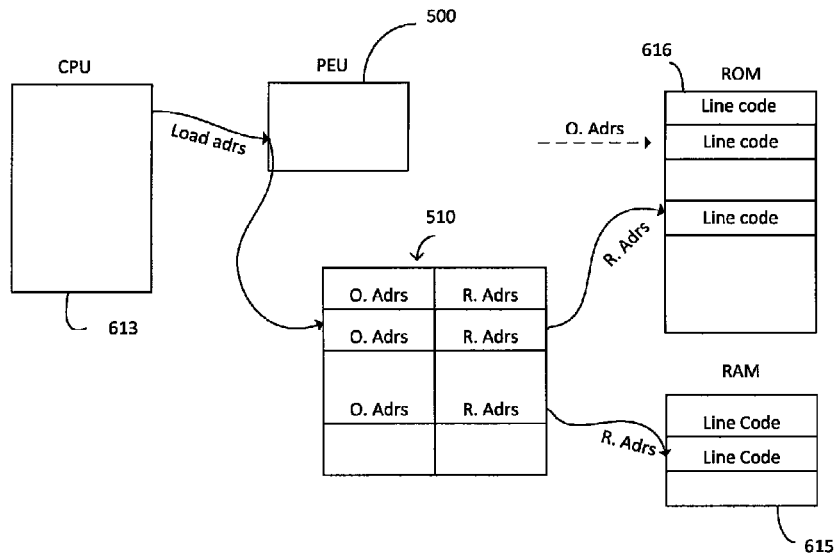 500
CPU
PEU
616
ROM
Load adrs
O. Adrs
Line code
Line code
Line code
R. Adrs
510
O. Adrs R. Adrs
O. Adrs R. Adrs
O. Adrs R. Adrs
613
RAM
R. Adrs
Line Code
Line Code
615